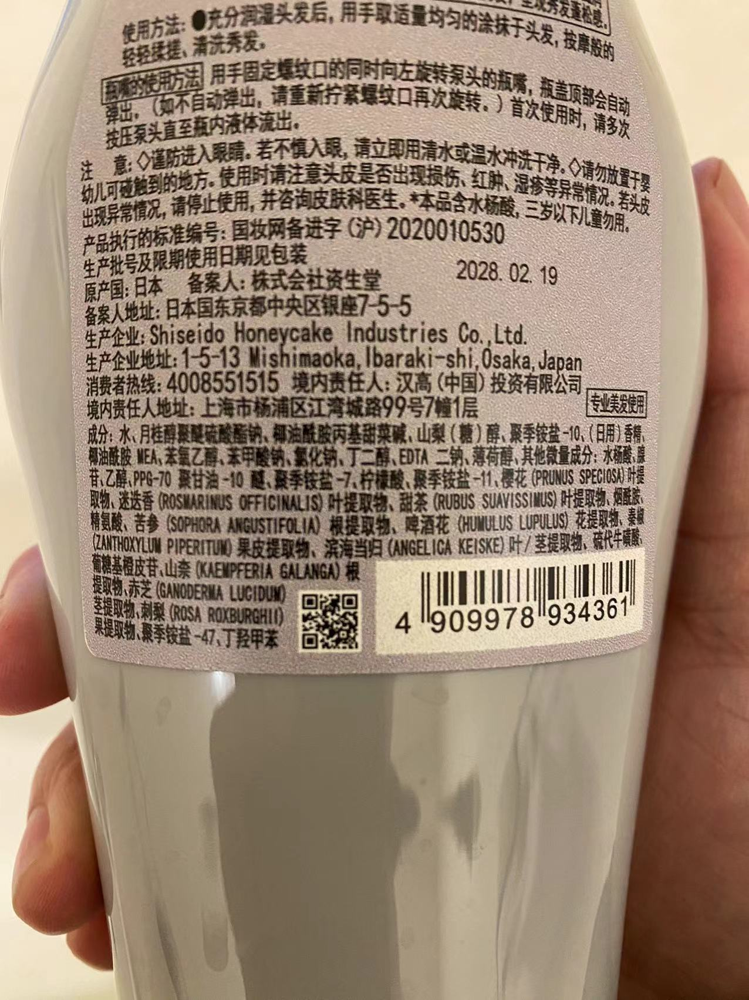 呈现秀发蓬松感。
使用方法: ●充分润湿头发后, 用手取适量均匀的涂抹于头发, 按摩般的
轻轻揉搓、清洗秀发。
瓶嘴的使用方法 用手固定螺纹口的同时向左旋转泵头的瓶嘴, 瓶盖顶部会自动
弹出。(如不自动弹出, 请重新拧紧螺纹口再次旋转。) 首次使用时, 请多次
按压泵头直至瓶内液体流出。
注 意: ◇谨防进入眼睛。若不慎入眼, 请立即用清水或温水冲洗干净。◇请勿放置于婴
幼儿可碰触到的地方。使用时请注意头皮是否出现损伤、红肿、湿疹等异常情况。若头皮
出现异常情况, 请停止使用, 并咨询皮肤科医生。*本品含水杨酸, 三岁以下儿童勿用。
产品执行的标准编号: 国妆网备进字 (沪) 2020010530
生产批号及限期使用日期见包装
2028. 02. 19
原产国: 日本 备案人: 株式会社资生堂
备案人地址: 日本国东京都中央区银座7-5-5
生产企业: Shiseido Honeycake Industries Co.,Ltd.
生产企业地址: 1-5-13 Mishimaoka, Ibaraki-shi, Osaka, Japan
消费者热线: 4008551515 境内责任人: 汉高 (中国) 投资有限公司
境内责任人地址: 上海市杨浦区江湾城路99号7幢1层
专业美发使用
成分: 水、月桂醇聚醚硫酸酯钠、椰油酰胺丙基甜菜碱、山梨(糖)醇、聚季铵盐-10、(日用)香精、
椰油酰胺 MEA、苯氧乙醇、苯甲酸钠、氯化钠、丁二醇、EDTA 二钠、薄荷醇、其他微量成分: 水杨酸、腺
苷、乙醇、PPG-70 聚甘油-10 醚、聚季铵盐-7、柠檬酸、聚季铵盐-11、樱花 (PRUNUS SPECIOSA) 叶提
取物、迷迭香 (ROSMARINUS OFFICINALIS) 叶提取物、甜茶 (RUBUS SUAVISSIMUS) 叶提取物、烟酰胺、
精氨酸、苦参 (SOPHORA ANGUSTIFOLIA) 根提取物、啤酒花 (HUMULUS LUPULUS) 花提取物、秦椒
(ZANTHOXYLUM PIPERITUM) 果皮提取物、滨海当归 (ANGELICA KEISKE) 叶/茎提取物、硫代牛磺酸、
葡糖基橙皮苷、山柰 (KAEMPFERIA GALANGA) 根
提取物、赤芝 (GANODERMA LUCIDUM)
茎提取物、刺梨 (ROSA ROXBURGHII)
果提取物、聚季铵盐-47、丁羟甲苯
4 909978 934361